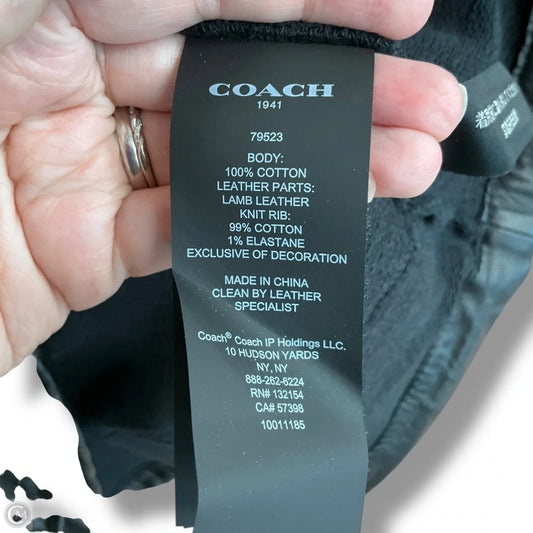 COACH
1941
79523
BODY:
100% COTTON
LEATHER PARTS:
LAMB LEATHER
KNIT RIB:
99% COTTON
1% ELASTANE
EXCLUSIVE OF DECORATION
MADE IN CHINA
CLEAN BY LEATHER
SPECIALIST
Coach® Coach IP Holdings LLC.
10 HUDSON YARDS
NY, NY
888-262-6224
RN# 132154
CA# 57398
10011185